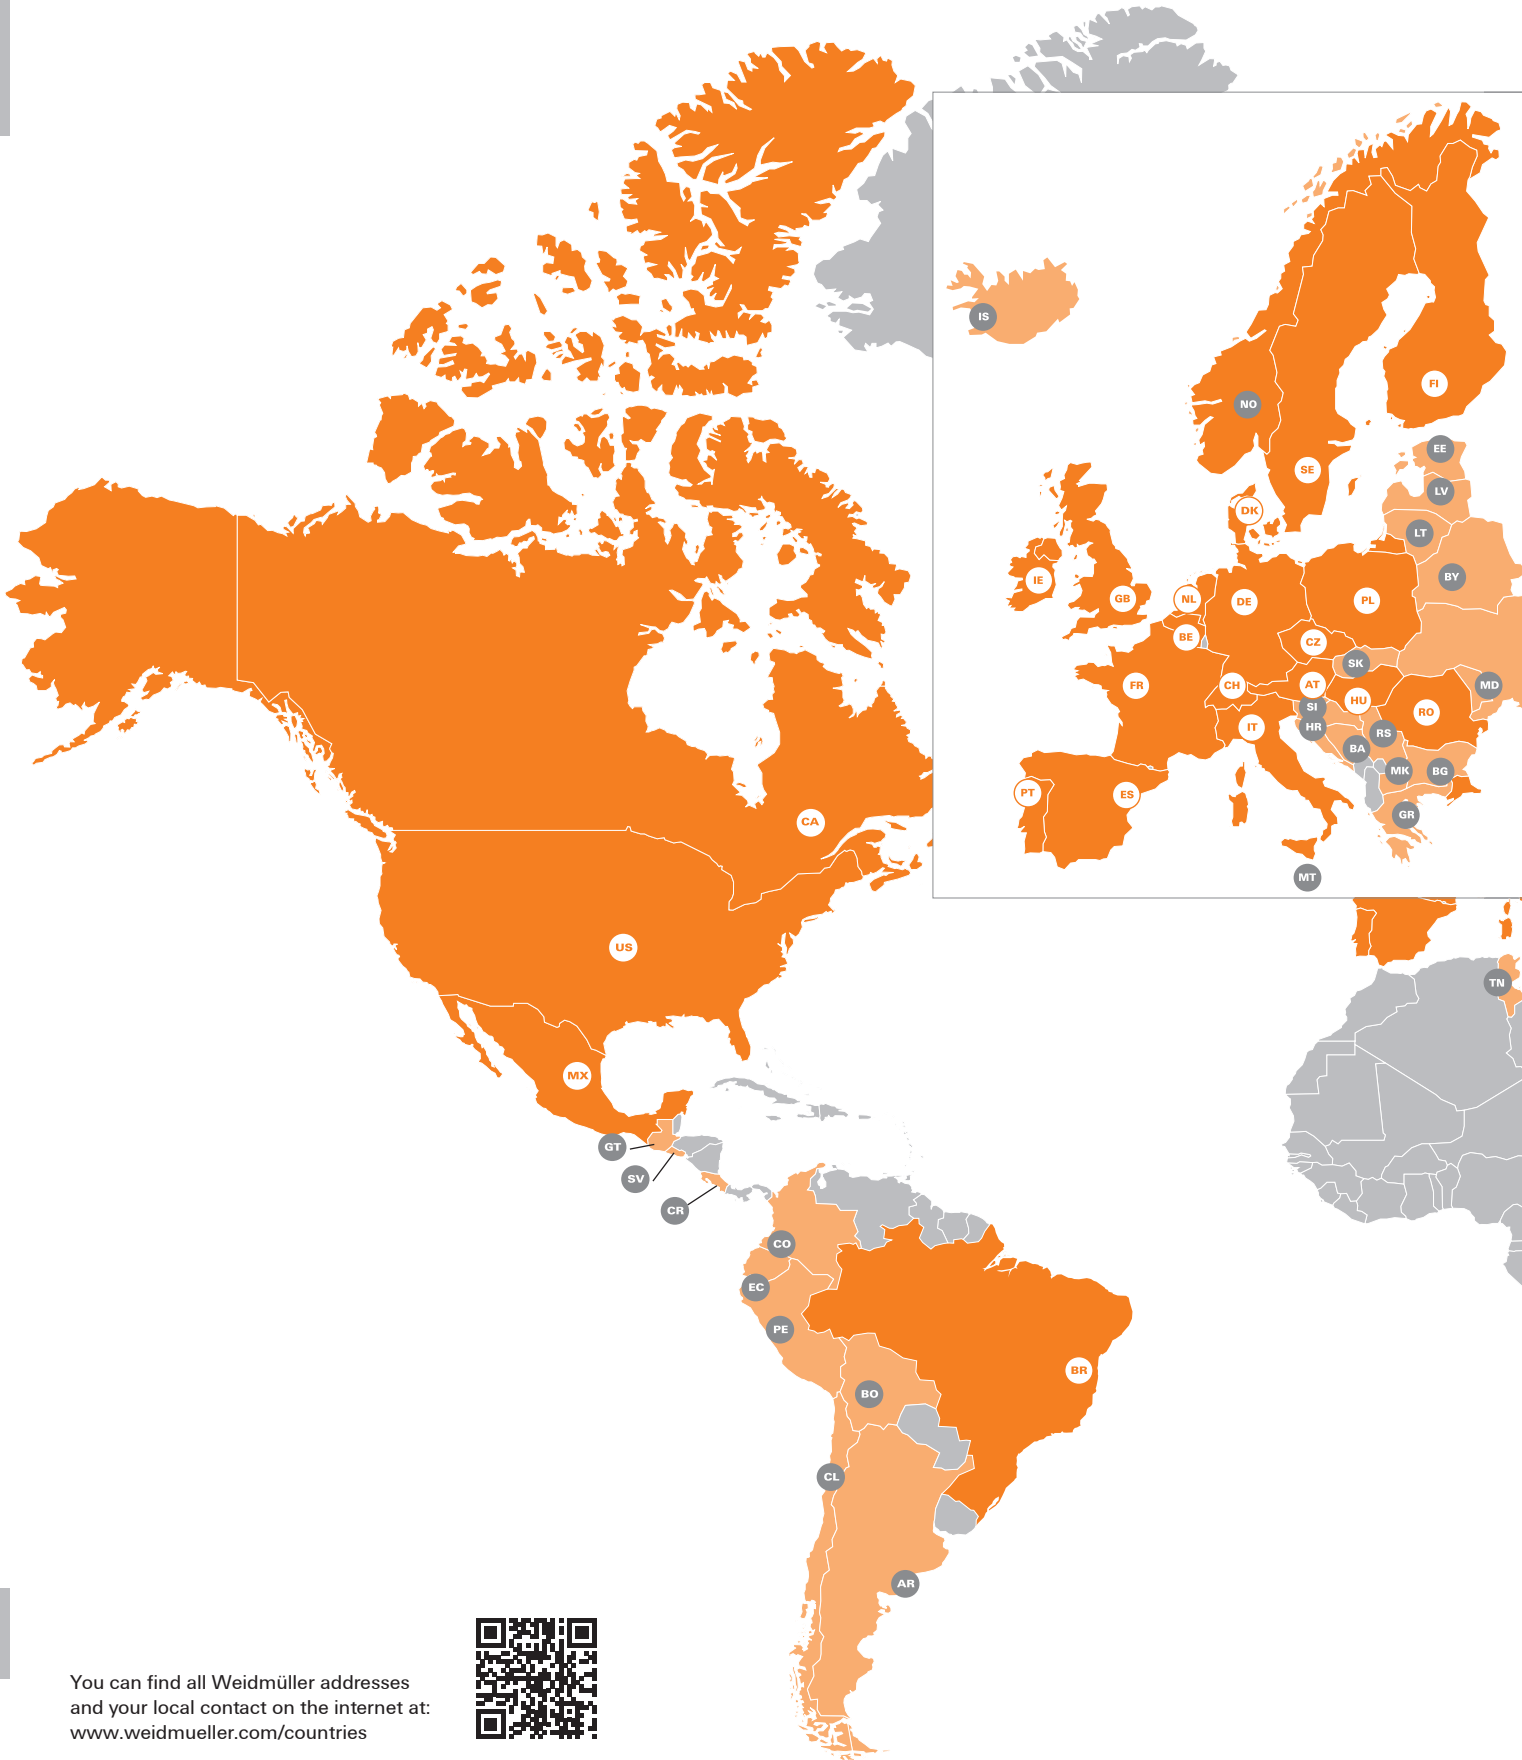 IS
FI
NO
EE
SE
LV
DK
LT
BY
IE
GB
NL
DE
PL
BE
CZ
SK
FR
CH
AT
MD
SI
HU
RO
HR
IT
RS
BA
MK
BG
PT
ES
GR
CA
MT
US
TN
MX
GT
SV
CR
CO
EC
PE
BR
BO
CL
AR
You can find all Weidmüller addresses
and your local contact on the internet at:
www.weidmueller.com/countries